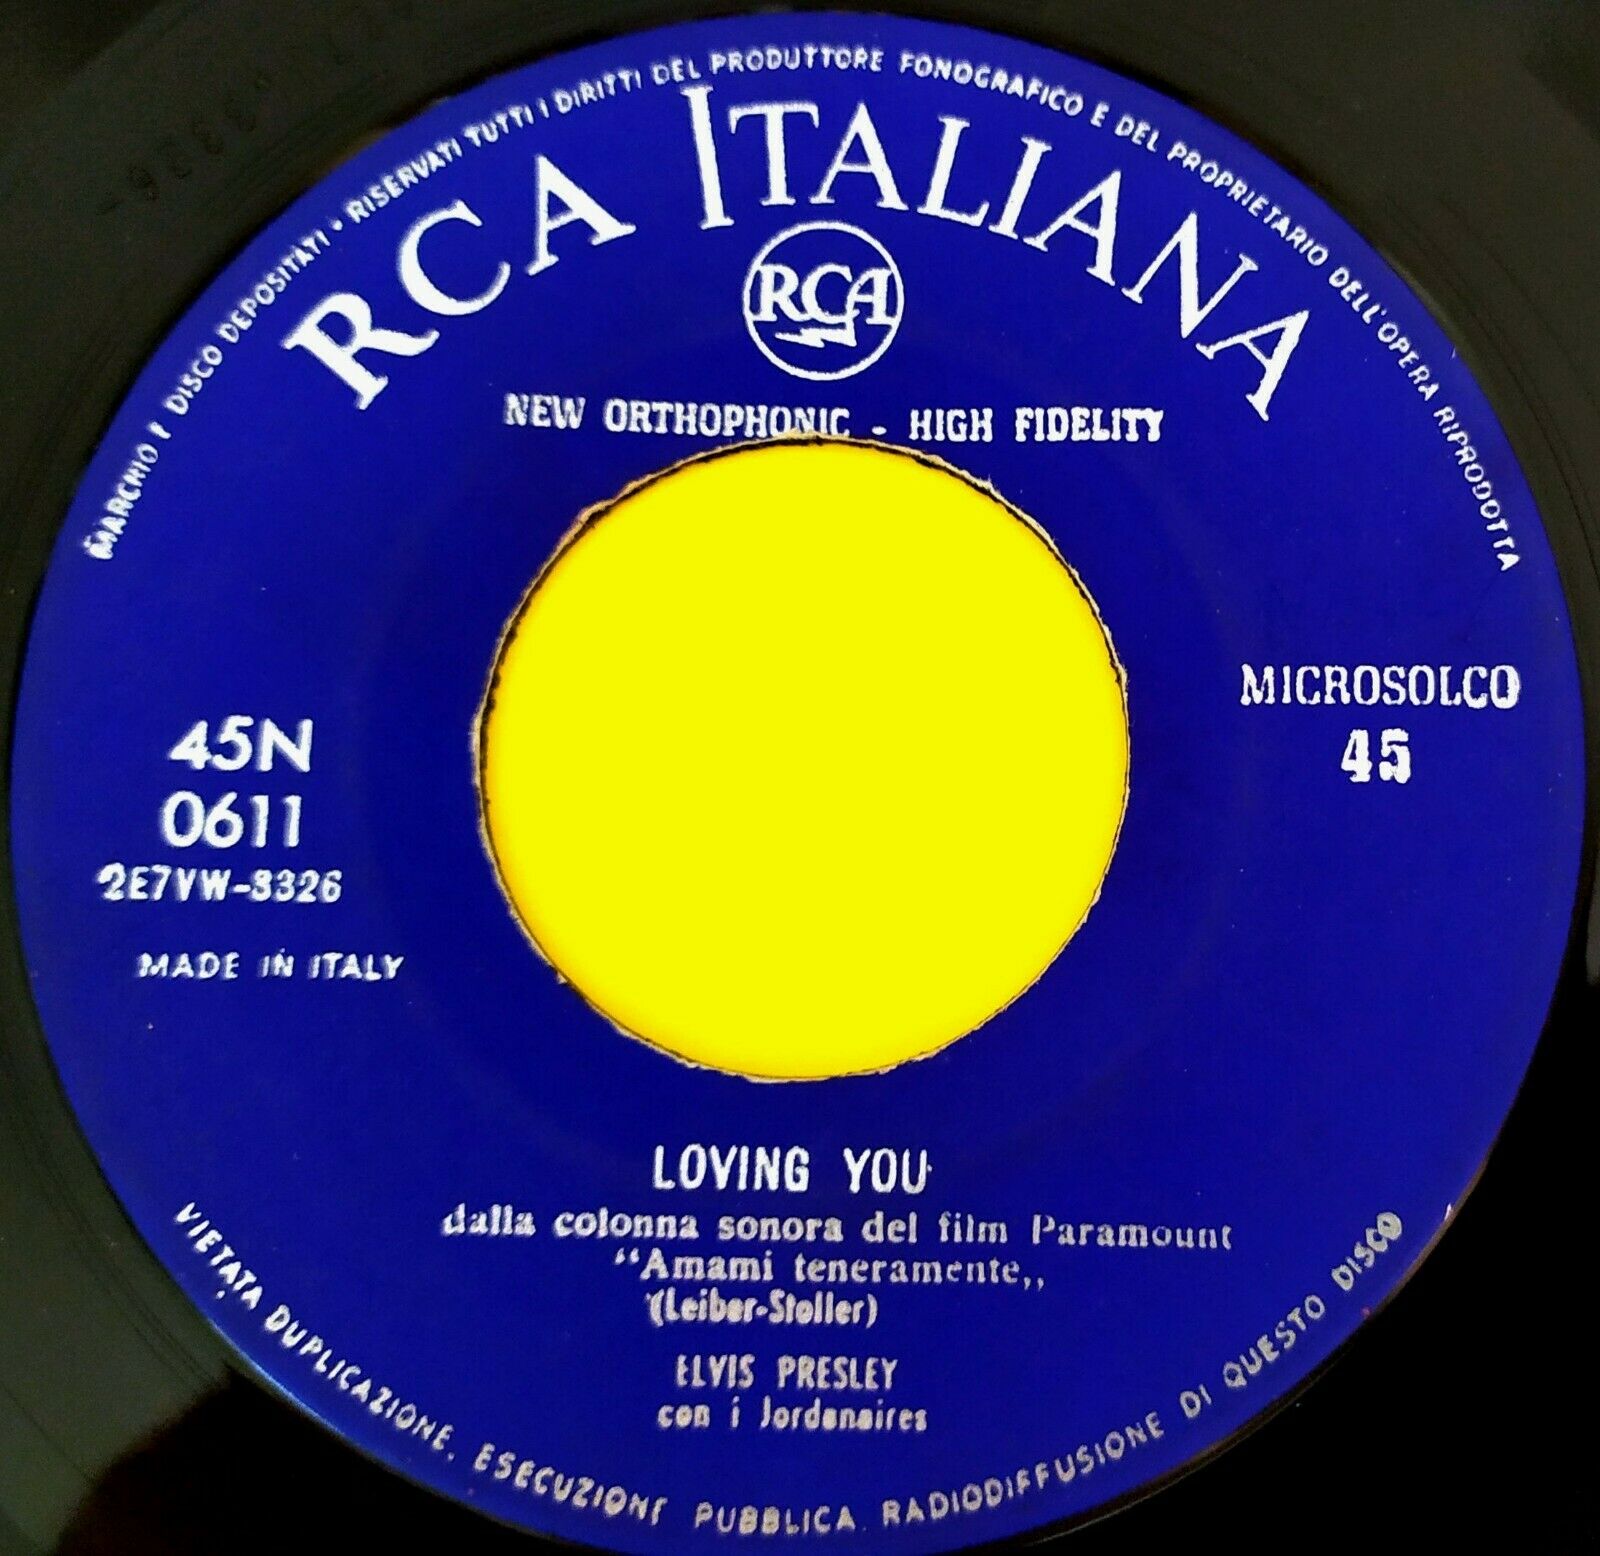 MARCHIO E DISCO DEPOSITATI • RISERVATI TUTTI I DIRITTI DEL PRODUTTORE FONOGRAFICO E DEL PROPRIETARIO DELL'OPERA RIPRODOTTA
RCA ITALIANA
RCA
NEW ORTHOPHONIC - HIGH FIDELITY
MICROSOLCO
45
45N
0611
2E7VW-8326
MADE IN ITALY
LOVING YOU
dalla colonna sonora del film Paramount
“Amami teneramente„
(Leiber-Stoller)
ELVIS PRESLEY
con i Jordanaires
VIETATA DUPLICAZIONE, ESECUZIONE PUBBLICA, RADIODIFFUSIONE DI QUESTO DISCO